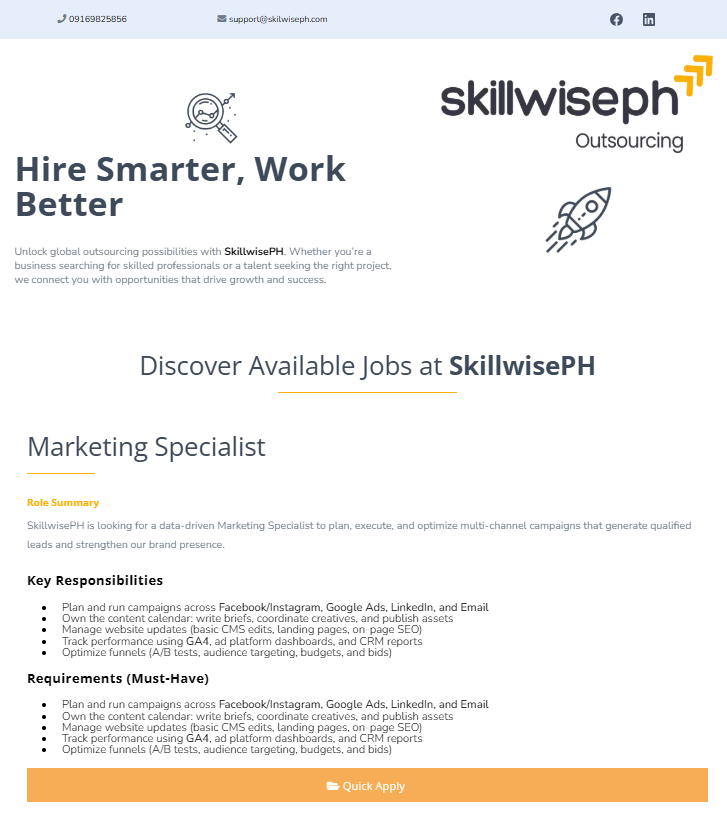 09169825856 support@skilwiseph.com
skillwiseph
Outsourcing
Hire Smarter, Work
Better
Unlock global outsourcing possibilities with SkillwisePH. Whether you're a
business searching for skilled professionals or a talent seeking the right project,
we connect you with opportunities that drive growth and success.
Discover Available Jobs at SkillwisePH
Marketing Specialist
Role Summary
SkillwisePH is looking for a data-driven Marketing Specialist to plan, execute, and optimize multi-channel campaigns that generate qualified
leads and strengthen our brand presence.
Key Responsibilities
• Plan and run campaigns across Facebook/Instagram, Google Ads, LinkedIn, and Email
• Own the content calendar: write briefs, coordinate creatives, and publish assets
• Manage website updates (basic CMS edits, landing pages, on-page SEO)
• Track performance using GA4, ad platform dashboards, and CRM reports
• Optimize funnels (A/B tests, audience targeting, budgets, and bids)
Requirements (Must-Have)
• Plan and run campaigns across Facebook/Instagram, Google Ads, LinkedIn, and Email
• Own the content calendar: write briefs, coordinate creatives, and publish assets
• Manage website updates (basic CMS edits, landing pages, on-page SEO)
• Track performance using GA4, ad platform dashboards, and CRM reports
• Optimize funnels (A/B tests, audience targeting, budgets, and bids)
Quick Apply